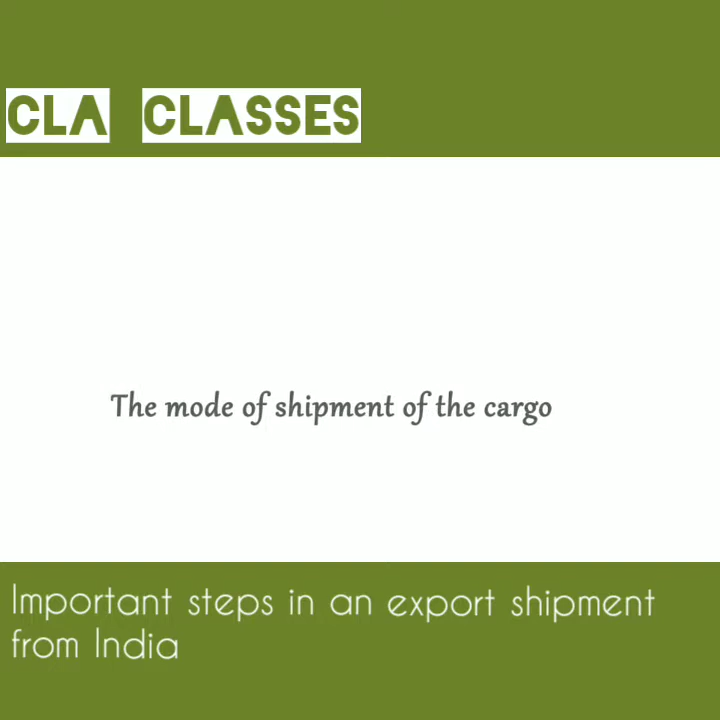 CLA CLASSES
The mode of shipment of the cargo
Important steps in an export shipment
from India